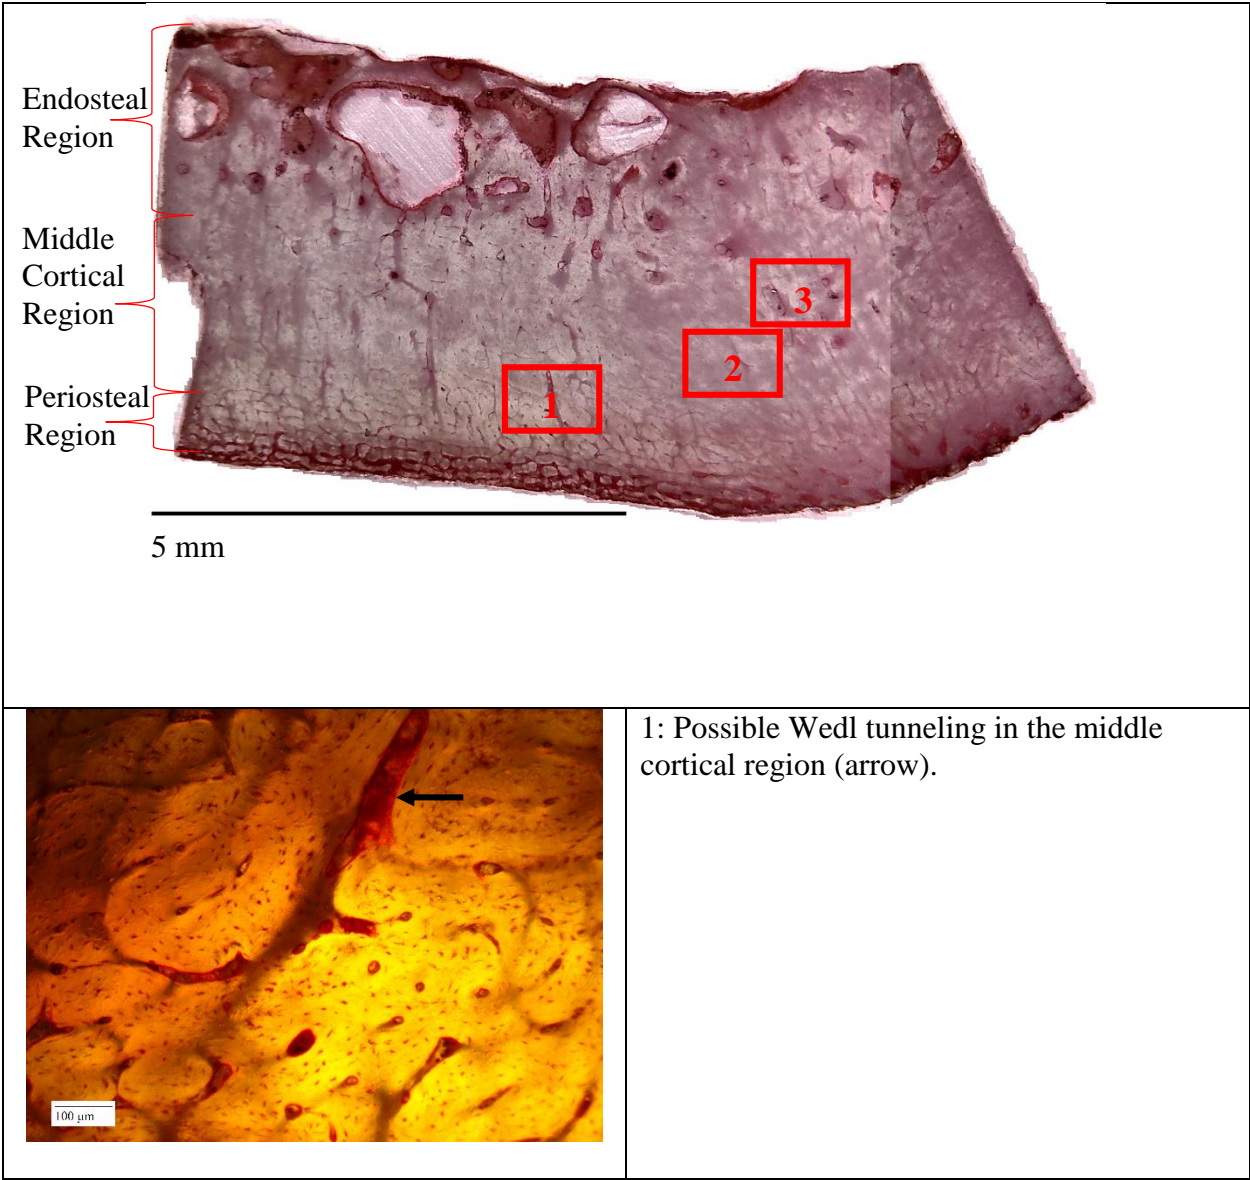 Endosteal
Region
Middle
Cortical
Region
Periosteal
Region
3
2
1
5 mm
1: Possible Wedl tunneling in the middle
cortical region (arrow).
100 µm